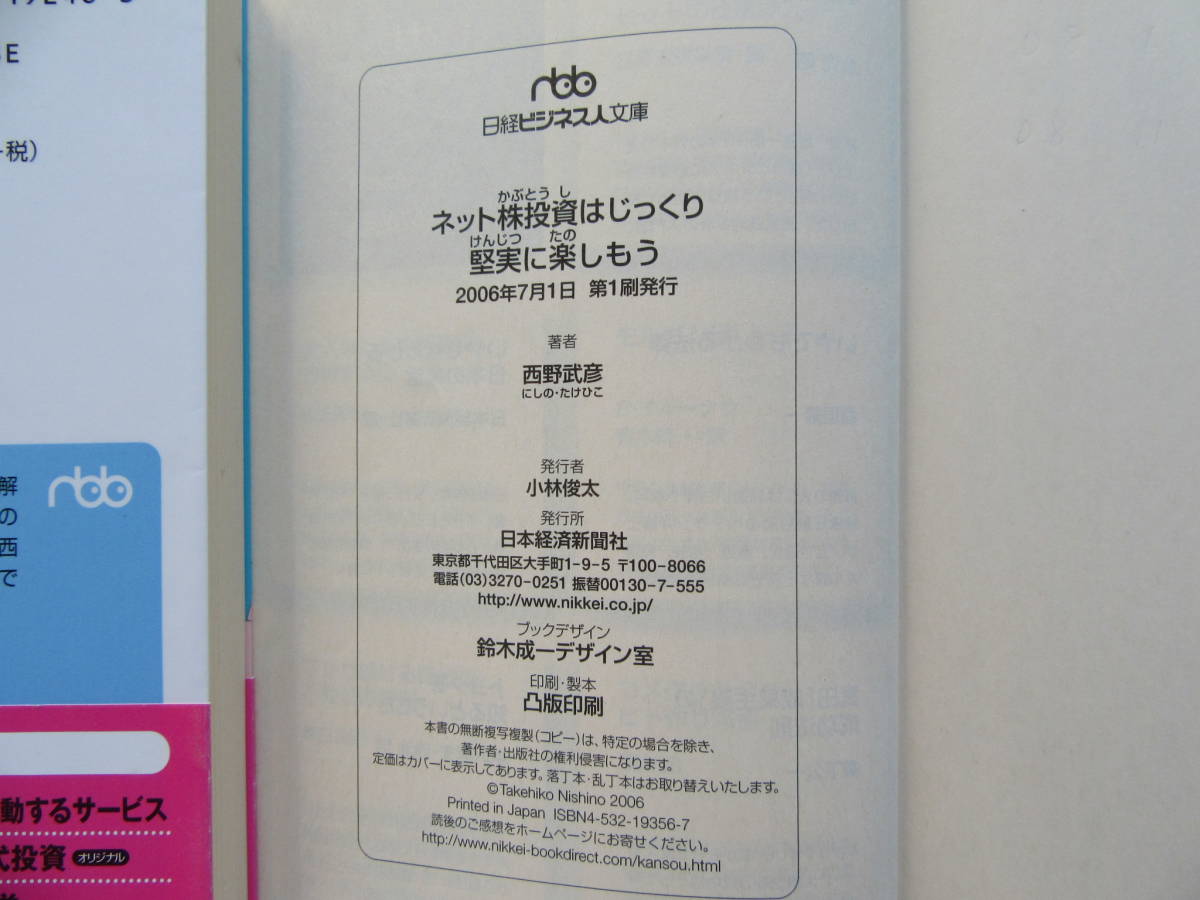 BE
税)
nbb
解
の
西
で
動するサービス
式投資 オリジナル
nbb
日経ビジネス人文庫
かぶとうし
ネット株投資はじっくり
けんじつ たの
堅実に楽しもう
2006年7月1日 第1刷発行
著者
西野武彦
にしの・たけひこ
発行者
小林俊太
発行所
日本経済新聞社
東京都千代田区大手町1-9-5 〒100-8066
電話(03)3270-0251 振替00130-7-555
http://www.nikkei.co.jp/
ブックデザイン
鈴木成一デザイン室
印刷・製本
凸版印刷
本書の無断複写複製(コピー)は、特定の場合を除き、
著作者・出版社の権利侵害になります。
定価はカバーに表示してあります。落丁本・乱丁本はお取り替えいたします。
©Takehiko Nishino 2006
Printed in Japan ISBN4-532-19356-7
読後のご感想をホームページにお寄せください。
http://www.nikkei-bookdirect.com/kansou.html